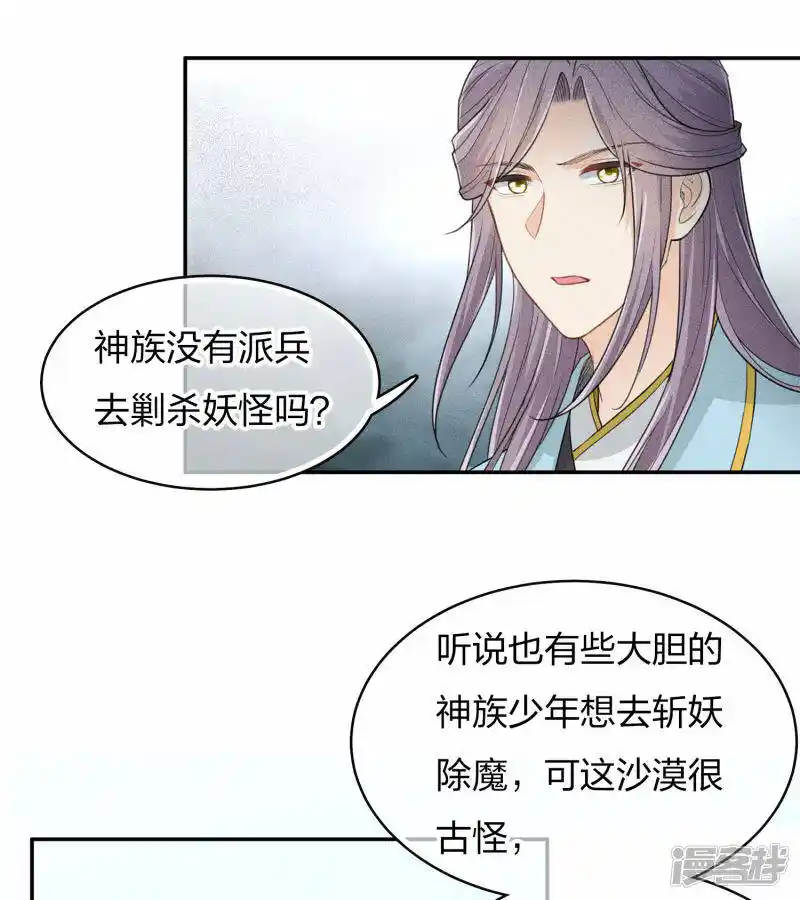 神族没有派兵
去剿杀妖怪吗?
听说也有些大胆的
神族少年想去斩妖
除魔，可这沙漠很
古怪，
漫客栈